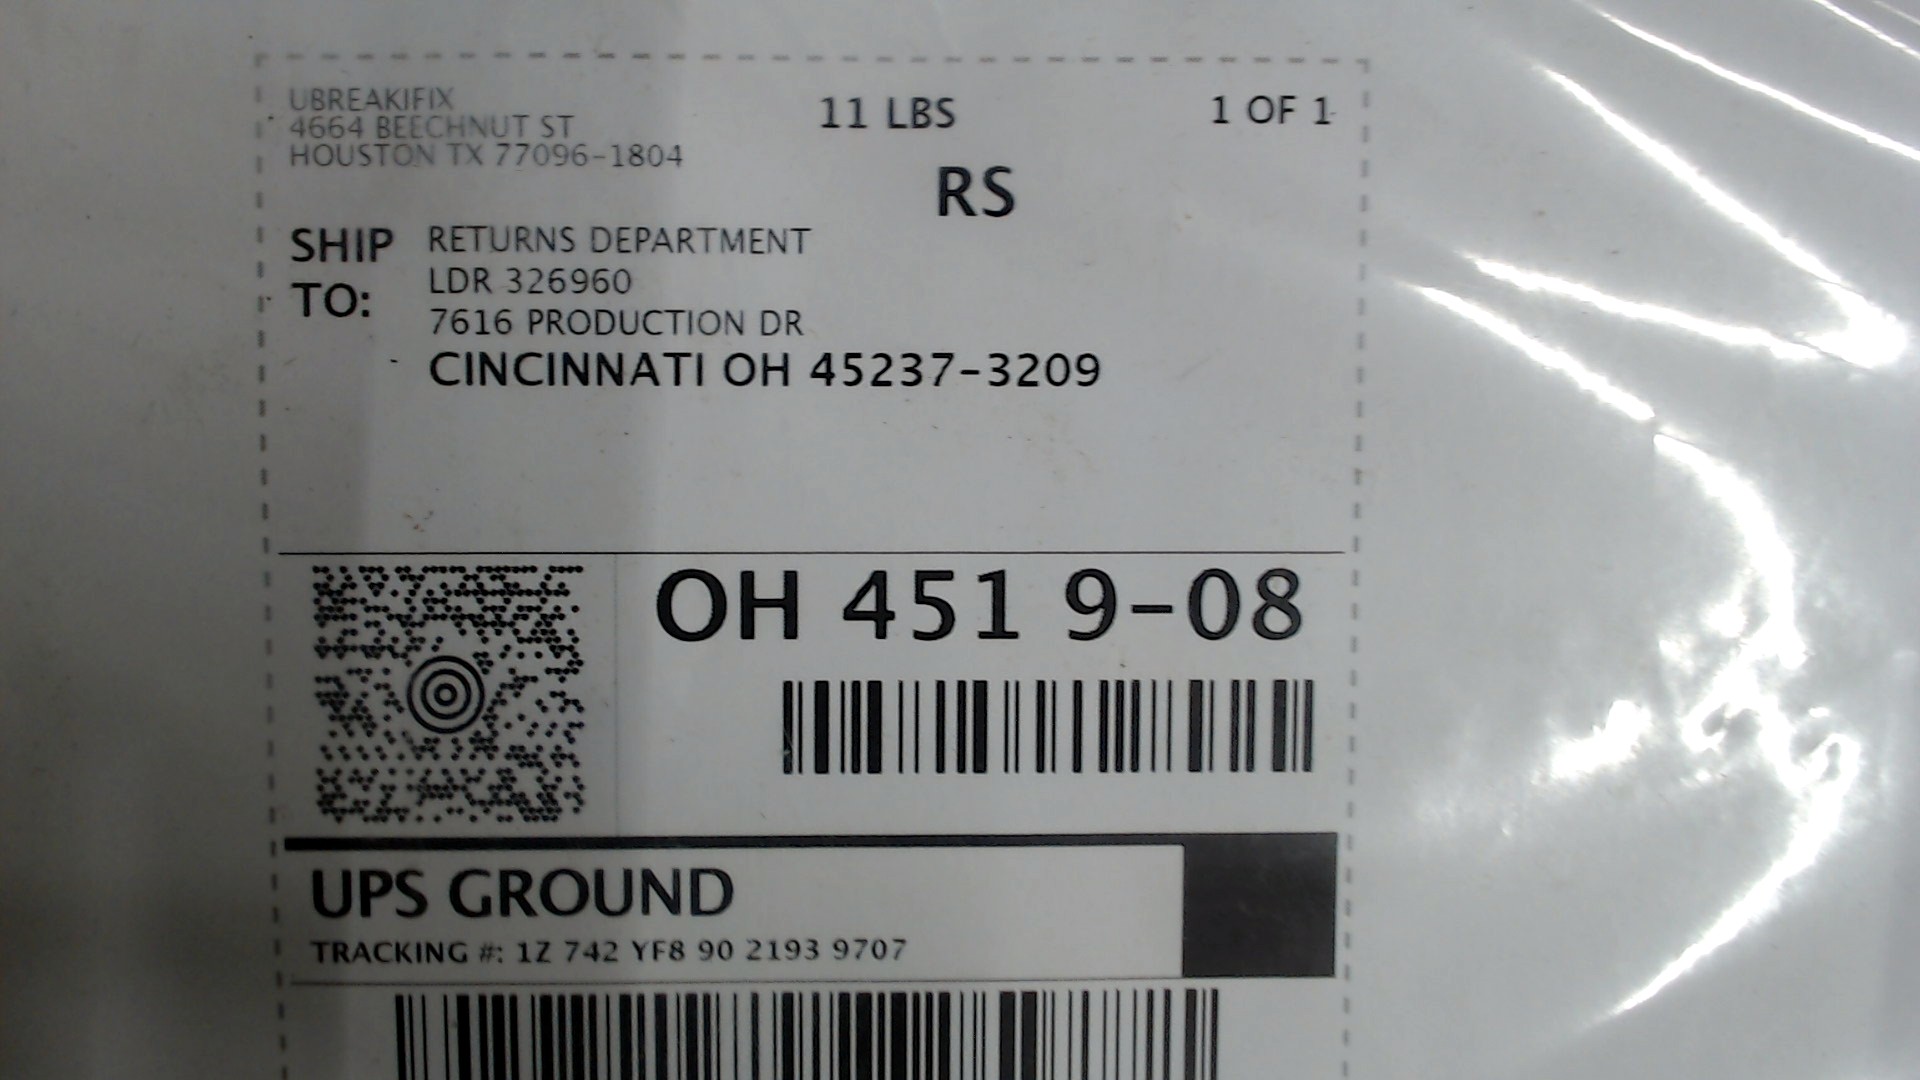 UBREAKIFIX
4664 BEECHNUT ST
HOUSTON TX 77096-1804
11 LBS
1 OF 1
RS
SHIP TO:
RETURNS DEPARTMENT
LDR 326960
7616 PRODUCTION DR
CINCINNATI OH 45237-3209
OH 451 9-08
UPS GROUND
TRACKING #: 1Z 742 YF8 90 2193 9707